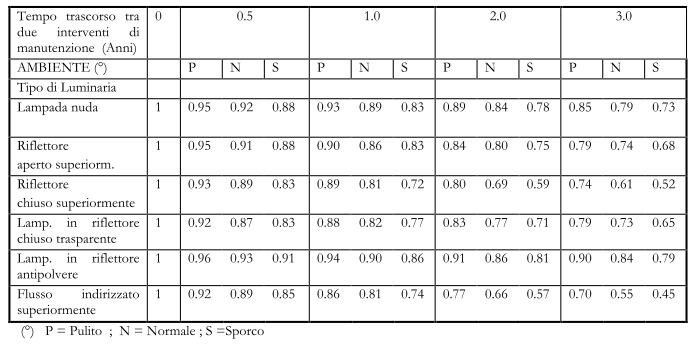 Tempo trascorso tra due interventi di manutenzione (Anni) 0 0.5 1.0 2.0 3.0
AMBIENTE (°) P N S P N S P N S P N S
Tipo di Luminaria
Lampada nuda 1 0.95 0.92 0.88 0.93 0.89 0.83 0.89 0.84 0.78 0.85 0.79 0.73
Riflettore aperto superiorm. 1 0.95 0.91 0.88 0.90 0.86 0.83 0.84 0.80 0.75 0.79 0.74 0.68
Riflettore chiuso superiormente 1 0.93 0.89 0.83 0.89 0.81 0.72 0.80 0.69 0.59 0.74 0.61 0.52
Lamp. in riflettore chiuso trasparente 1 0.92 0.87 0.83 0.88 0.82 0.77 0.83 0.77 0.71 0.79 0.73 0.65
Lamp. in riflettore antipolvere 1 0.96 0.93 0.91 0.94 0.90 0.86 0.91 0.86 0.81 0.90 0.84 0.79
Flusso indirizzato superiormente 1 0.92 0.89 0.85 0.86 0.81 0.74 0.77 0.66 0.57 0.70 0.55 0.45
(°) P = Pulito ; N = Normale ; S =Sporco